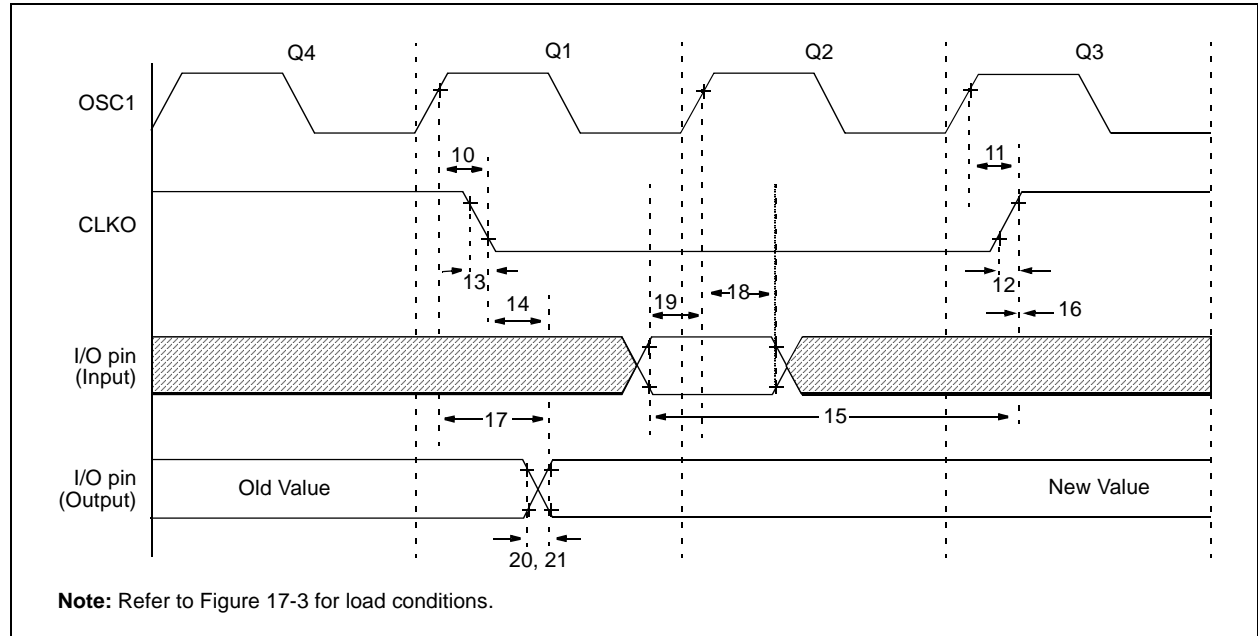 Q4 Q1 Q2 Q3
OSC1
10 11
CLKO
13 12
14 19 18 16
I/O pin
(Input)
17 15
I/O pin
(Output)
Old Value New Value
20, 21
Note: Refer to Figure 17-3 for load conditions.